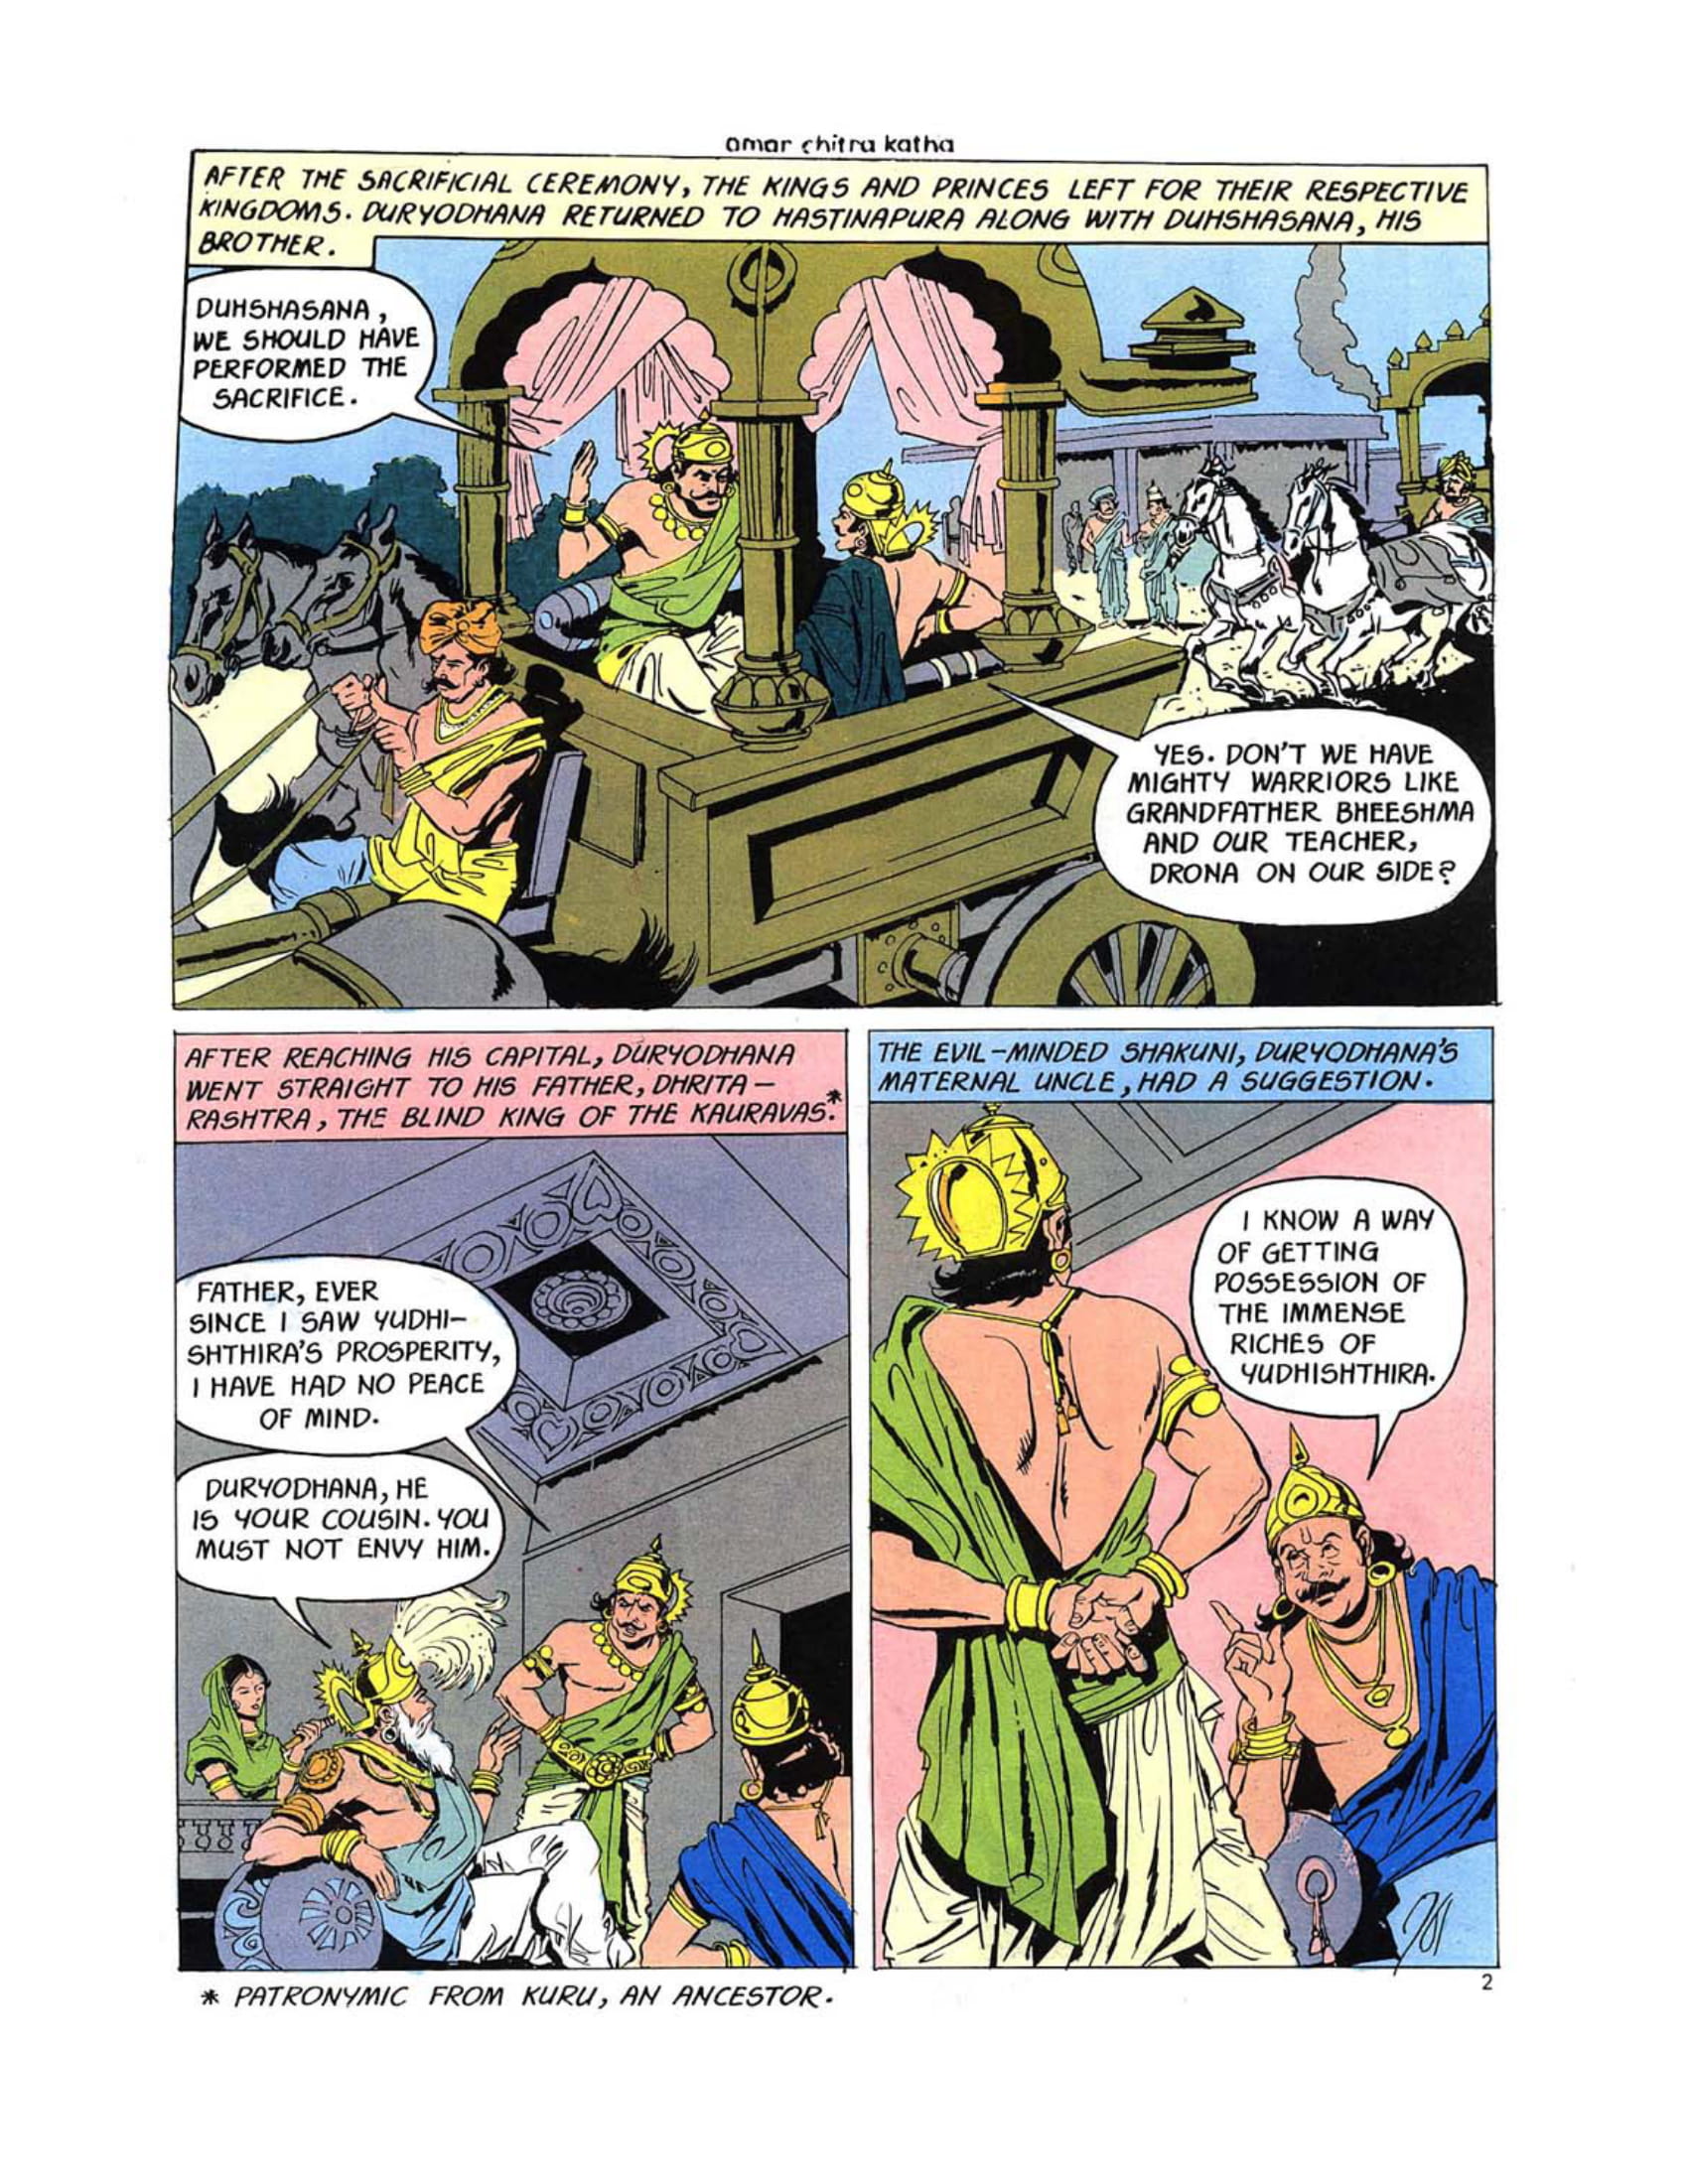 amar chitra katha
AFTER THE SACRIFICIAL CEREMONY, THE KINGS AND PRINCES LEFT FOR THEIR RESPECTIVE
KINGDOMS. DURYODHANA RETURNED TO HASTINAPURA ALONG WITH DUHSHASANA, HIS
BROTHER.
DUHSHASANA,
WE SHOULD HAVE
PERFORMED THE
SACRIFICE.
YES. DON'T WE HAVE
MIGHTY WARRIORS LIKE
GRANDFATHER BHEESHMA
AND OUR TEACHER,
DRONA ON OUR SIDE?
AFTER REACHING HIS CAPITAL, DURYODHANA
WENT STRAIGHT TO HIS FATHER, DHRITA-
RASHTRA, THE BLIND KING OF THE KAURAVAS.*
FATHER, EVER
SINCE I SAW YUDHI-
SHTHIRA'S PROSPERITY,
I HAVE HAD NO PEACE
OF MIND.
DURYODHANA, HE
IS YOUR COUSIN. YOU
MUST NOT ENVY HIM.
* PATRONYMIC FROM KURU, AN ANCESTOR.
THE EVIL-MINDED SHAKUNI, DURYODHANA'S
MATERNAL UNCLE, HAD A SUGGESTION.
I KNOW A WAY
OF GETTING
POSSESSION OF
THE IMMENSE
RICHES OF
YUDHISHTHIRA.
2